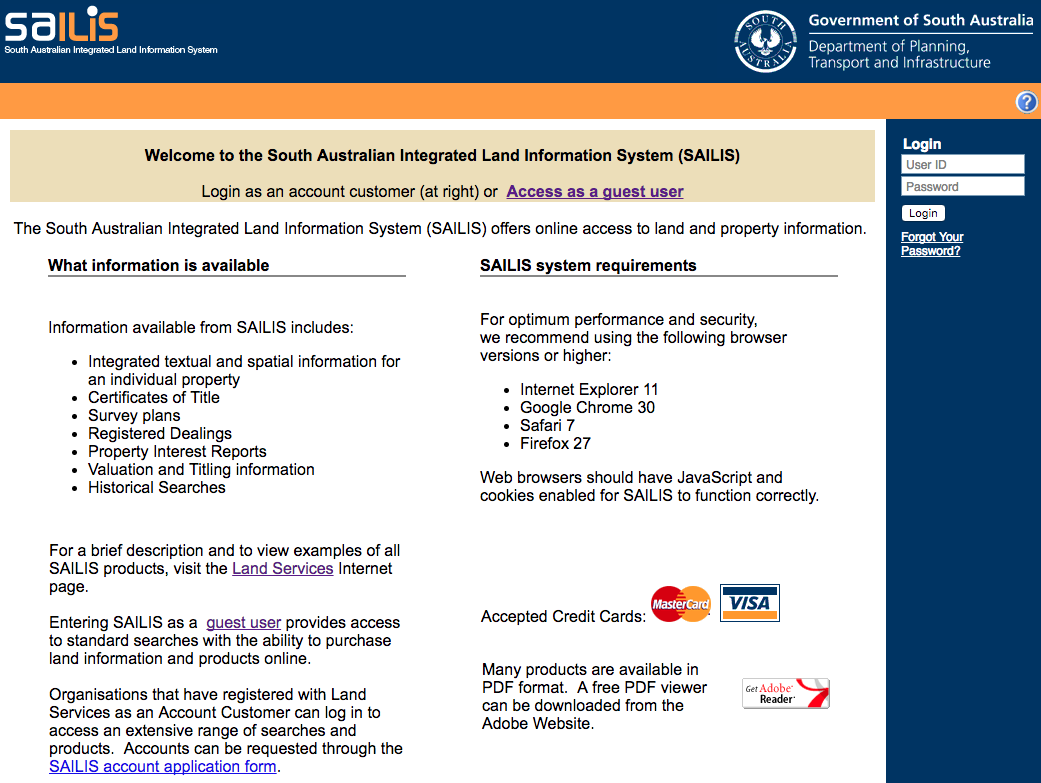 saiLis
South Australian Integrated Land Information System
SOUTH AUSTRALIA
Government of South Australia
Department of Planning,
Transport and Infrastructure
?
Welcome to the South Australian Integrated Land Information System (SAILIS)
Login as an account customer (at right) or Access as a guest user
The South Australian Integrated Land Information System (SAILIS) offers online access to land and property information.
What information is available
Information available from SAILIS includes:
• Integrated textual and spatial information for
an individual property
• Certificates of Title
• Survey plans
• Registered Dealings
• Property Interest Reports
• Valuation and Titling information
• Historical Searches
For a brief description and to view examples of all
SAILIS products, visit the Land Services Internet
page.
Entering SAILIS as a guest user provides access
to standard searches with the ability to purchase
land information and products online.
Organisations that have registered with Land
Services as an Account Customer can log in to
access an extensive range of searches and
products. Accounts can be requested through the
SAILIS account application form.
SAILIS system requirements
For optimum performance and security,
we recommend using the following browser
versions or higher:
• Internet Explorer 11
• Google Chrome 30
• Safari 7
• Firefox 27
Web browsers should have JavaScript and
cookies enabled for SAILIS to function correctly.
Accepted Credit Cards: MasterCard VISA
Many products are available in
PDF format. A free PDF viewer
can be downloaded from the
Adobe Website.
Get Adobe®
Reader®
Login
User ID
Password
Login
Forgot Your
Password?